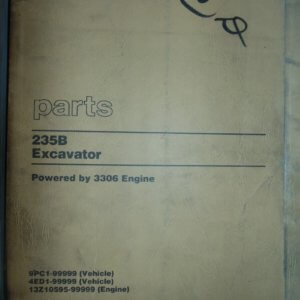 parts
235B
Excavator
Powered by 3306 Engine
9PC1-99999 (Vehicle)
4ED1-99999 (Vehicle)
13Z10595-99999 (Engine)